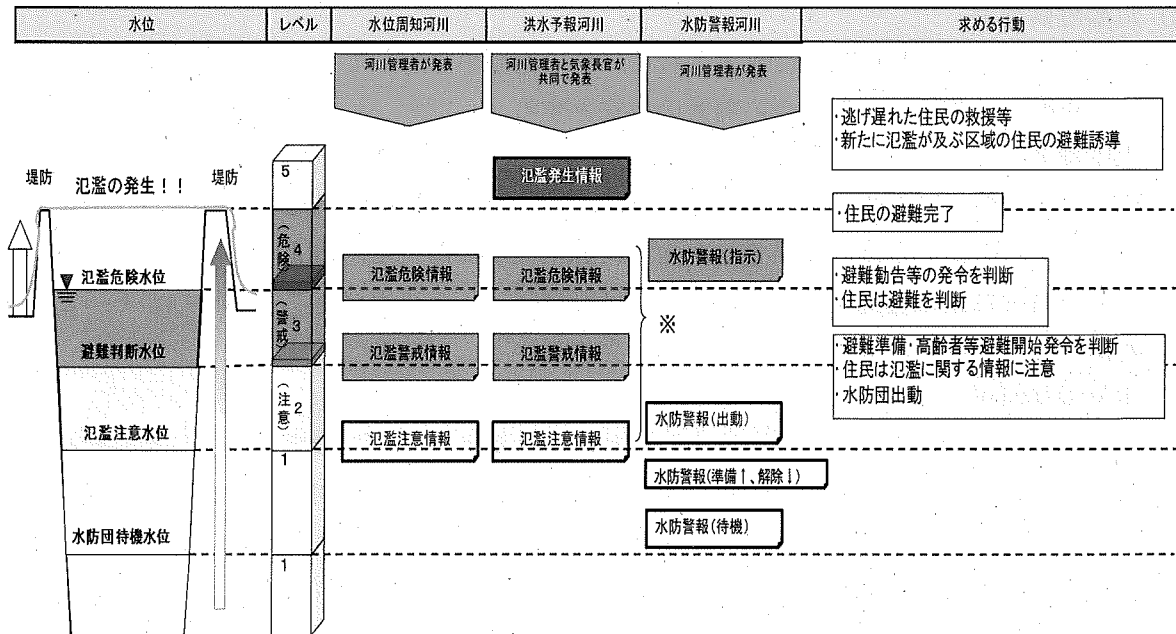 水位 レベル 水位周知河川 洪水予報河川 水防警報河川 求める行動
河川管理者が発表
河川管理者と気象長官が
共同で発表
河川管理者が発表
・逃げ遅れた住民の救援等
・新たに氾濫が及ぶ区域の住民の避難誘導
堤防 氾濫の発生!! 堤防
5
氾濫発生情報
・住民の避難完了
(危険)
4
氾濫危険水位
氾濫危険情報 氾濫危険情報 水防警報(指示)
・避難勧告等の発令を判断
・住民は避難を判断
(警戒)
3
※
避難判断水位
氾濫警戒情報 氾濫警戒情報
・避難準備・高齢者等避難開始発令を判断
・住民は氾濫に関する情報に注意
・水防団出動
(注意)
2
氾濫注意水位
氾濫注意情報 氾濫注意情報 水防警報(出動)
1
水防警報(準備↑、解除↓)
水防団待機水位
水防警報(待機)
1